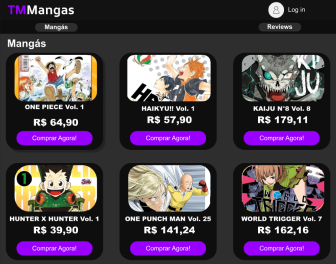 TMMangas
Log in
Mangás
Reviews
Mangás
ONE PIECE Vol. 1
HAIKYU!! Vol. 1
KAIJU N°8 Vol. 8
R$ 64,90
R$ 57,90
R$ 179,11
Comprar Agora!
Comprar Agora!
Comprar Agora!
1
HUNTER X HUNTER Vol. 1
ONE PUNCH MAN Vol. 25
WORLD TRIGGER Vol. 7
R$ 39,90
R$ 141,24
R$ 162,16
Comprar Agora!
Comprar Agora!
Comprar Agora!